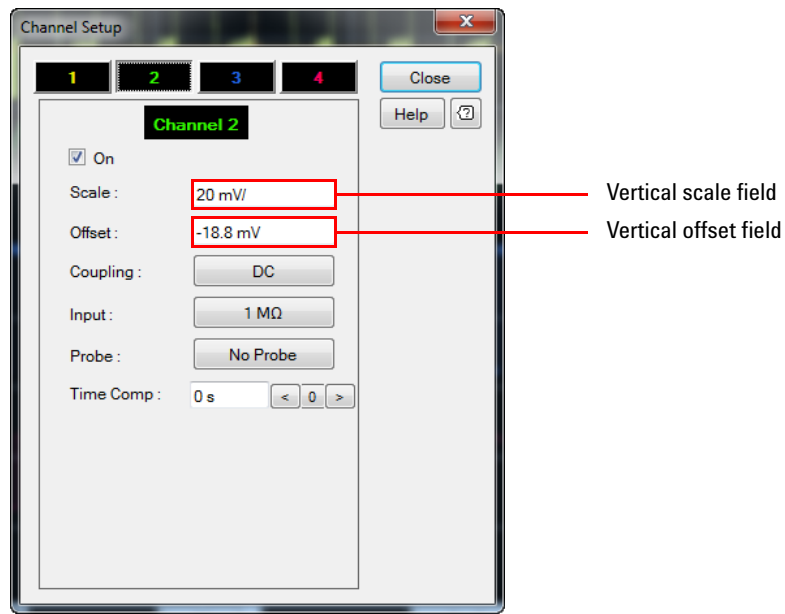 Channel Setup
x
1 2 3 4 Close
Help ?
Channel 2
On
Scale : 20 mV/ Vertical scale field
Offset : -18.8 mV Vertical offset field
Coupling : DC
Input : 1 MΩ
Probe : No Probe
Time Comp : 0 s < 0 >